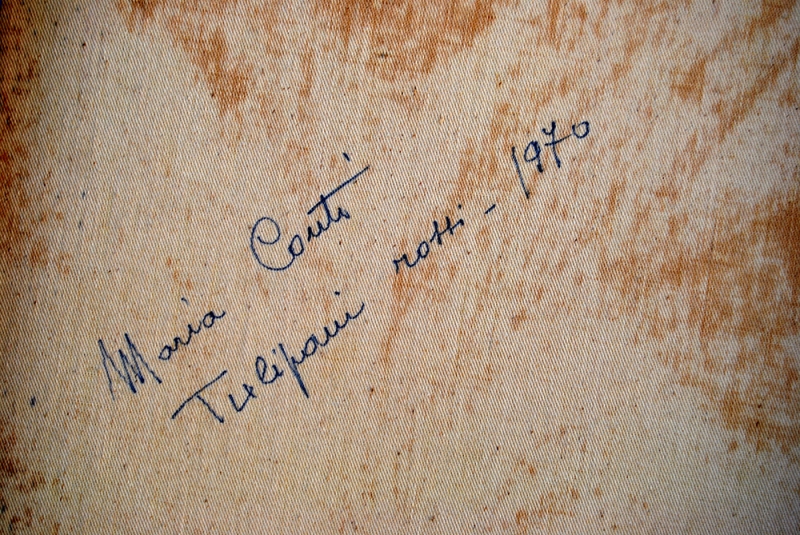 Maria Conti
Tulipani rossi - 1970